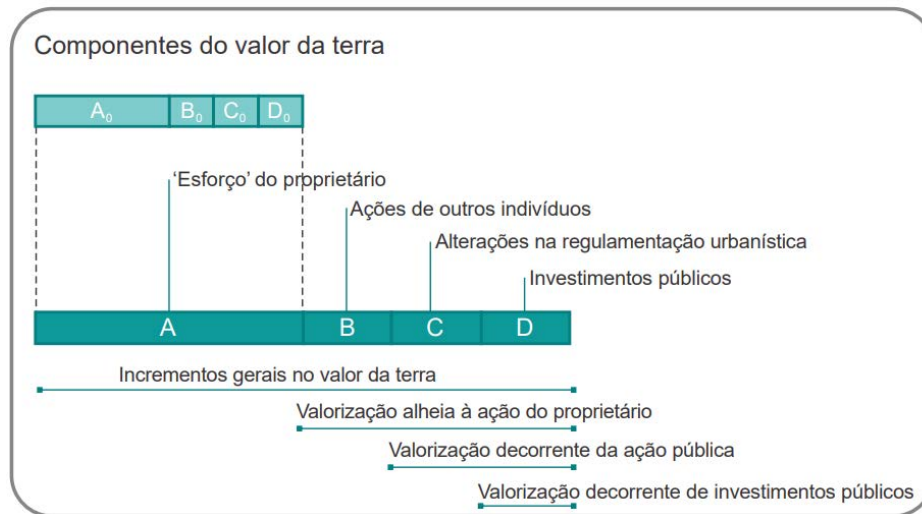 Componentes do valor da terra
A₀ B₀ C₀ D₀
‘Esforço’ do proprietário
Ações de outros indivíduos
Alterações na regulamentação urbanística
Investimentos públicos
A B C D
Incrementos gerais no valor da terra
Valorização alheia à ação do proprietário
Valorização decorrente da ação pública
Valorização decorrente de investimentos públicos